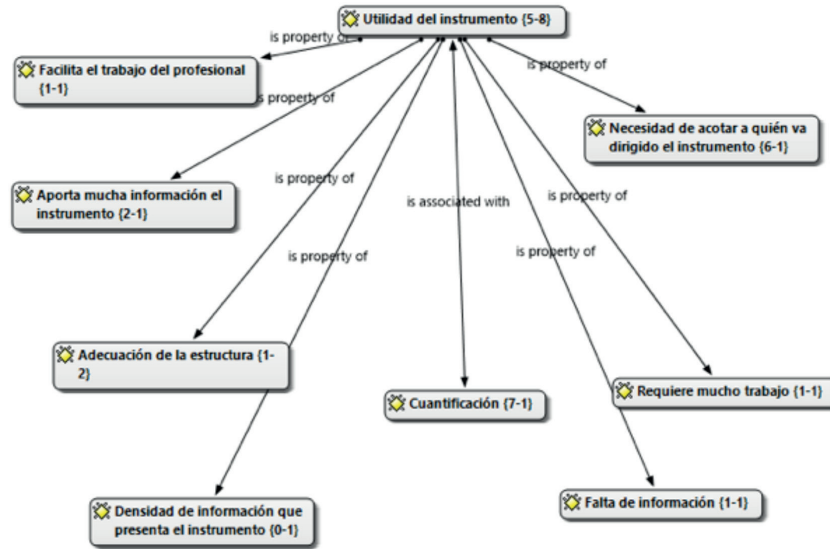 Utilidad del instrumento {5-8}
is property of
Facilita el trabajo del profesional
{1-1}
is property of
is property of
Necesidad de acotar a quién va
dirigido el instrumento {6-1}
Aporta mucha información el
instrumento {2-1}
is property of
is associated with
is property of
is property of
is property of
Adecuación de la estructura {1-
2}
Cuantificación {7-1}
Requiere mucho trabajo {1-1}
Densidad de información que
presenta el instrumento {0-1}
Falta de información {1-1}